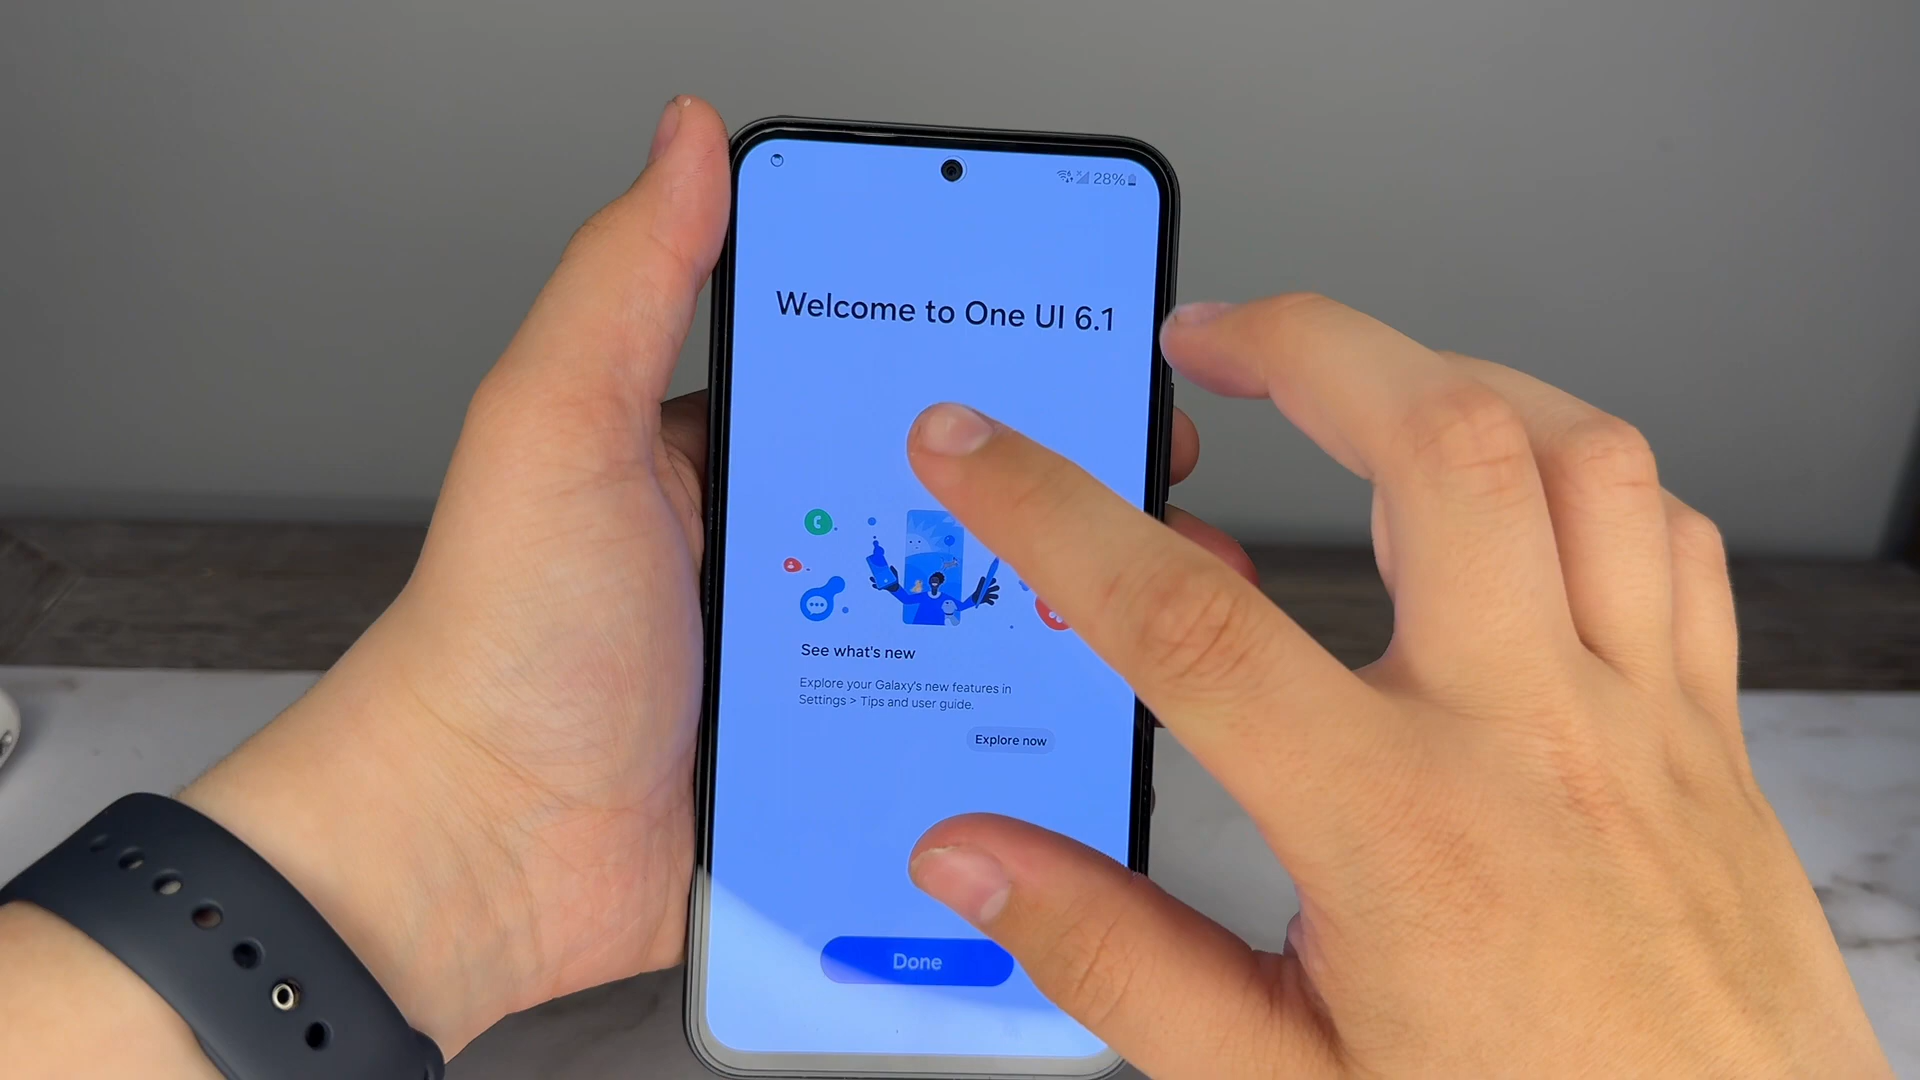 28%
Welcome to One UI 6.1
See what's new
Explore your Galaxy's new features in
Settings > Tips and user guide.
Explore now
Done